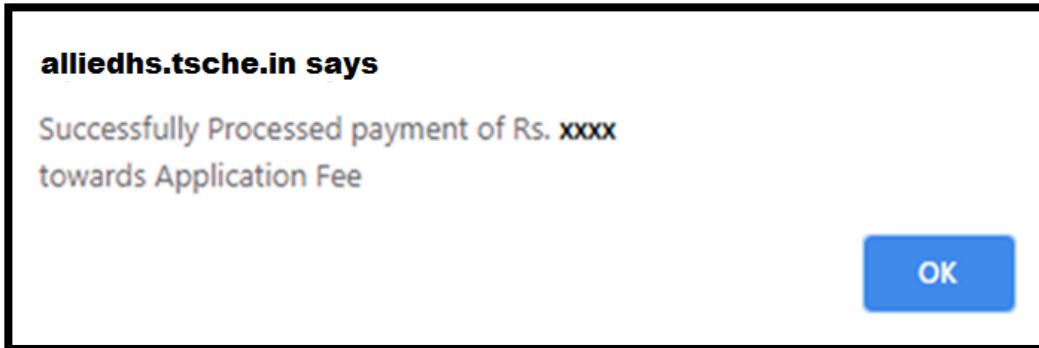 alliedhs.tsche.in says
Successfully Processed payment of Rs. xxxx
towards Application Fee
OK